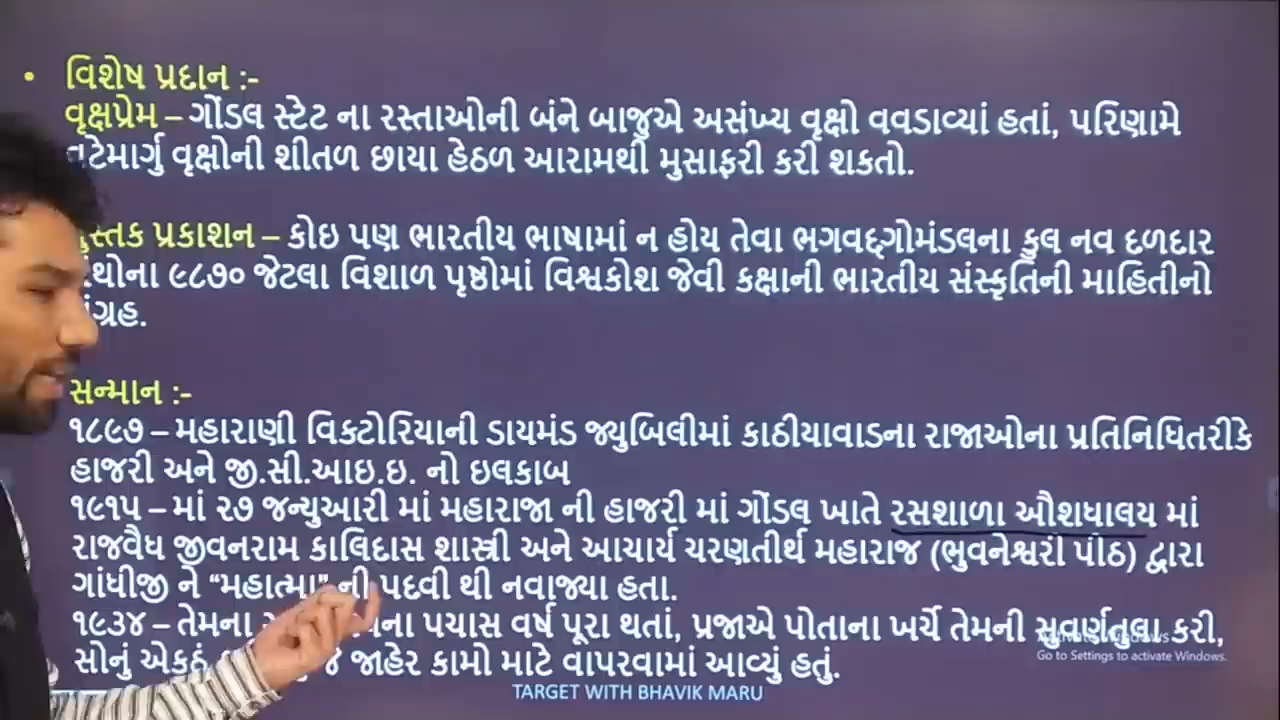 • વિશેષ પ્રદાન :-
વૃક્ષપ્રેમ – ગોંડલ સ્ટેટ ના રસ્તાઓની બંને બાજુએ અસંખ્ય વૃક્ષો વવડાવ્યાં હતાં, પરિણામે
વૃક્ષોની શીતળ છાયા હેઠળ આરામથી મુસાફરી કરી શકતો.
પ્રકાશન – કોઇ પણ ભારતીય ભાષામાં ન હોય તેવા ભગવદ્દગોમંડલના કુલ નવ દળદાર
૯૮૭૦ જેટલા વિશાળ પૃષ્ઠોમાં વિશ્વકોશ જેવી કક્ષાની ભારતીય સંસ્કૃતિની માહિતીનો
સન્માન :-
૧૮૯૭ – મહારાણી વિક્ટોરિયાની ડાયમંડ જ્યુબિલીમાં કાઠીયાવાડના રાજાઓના પ્રતિનિધિતરીકે
હાજરી અને જી.સી.આઇ.ઇ. નો ઇલકાબ
૧૯૧૫ – માં ૨૭ જન્યુઆરી માં મહારાજા ની હાજરી માં ગોંડલ ખાતે રસશાળા ઔશધાલય માં
રાજવૈધ જીવનરામ કાલિદાસ શાસ્ત્રી અને આચાર્ય ચરણતીર્થ મહારાજ (ભુવનેશ્વરી પીઠ) દ્વારા
ગાંધીજી ને “મહાત્મા” ની પદવી થી નવાજ્યા હતા.
૧૯૩૪ – તેમના પચાસ વર્ષ પૂરા થતાં, પ્રજાએ પોતાના ખર્ચે તેમની સુવર્ણતુલા કરી,
સોનું એકઠું જાહેર કામો માટે વાપરવામાં આવ્યું હતું.
Activate Windows
Go to Settings to activate Windows.
TARGET WITH BHAVIK MARU